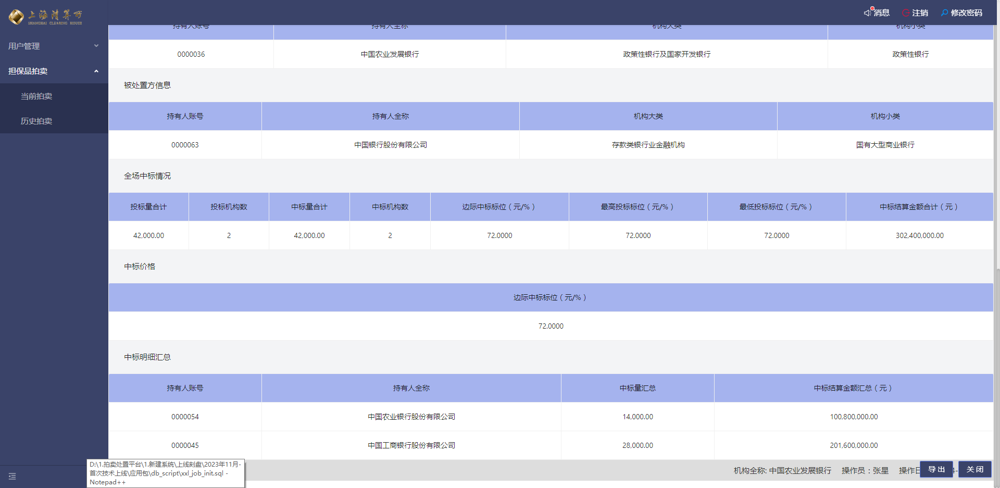 上海清算所
SHANGHAI CLEARING HOUSE
消息
注销
修改密码
用户管理
担保品拍卖
当前拍卖
历史拍卖
持有人账号 持有人全称 机构大类 机构小类
0000036 中国农业发展银行 政策性银行及国家开发银行 政策性银行
被处置方信息
持有人账号 持有人全称 机构大类 机构小类
0000063 中国银行股份有限公司 存款类银行业金融机构 国有大型商业银行
全场中标情况
投标量合计 投标机构数 中标量合计 中标机构数 边际中标标位（元/%） 最高投标标位（元/%） 最低投标标位（元/%） 中标结算金额合计（元）
42,000.00 2 42,000.00 2 72.0000 72.0000 72.0000 302,400,000.00
中标价格
边际中标标位（元/%）
72.0000
中标明细汇总
持有人账号 持有人全称 中标量汇总 中标结算金额汇总（元）
0000054 中国农业银行股份有限公司 14,000.00 100,800,000.00
0000045 中国工商银行股份有限公司 28,000.00 201,600,000.00
D:\1.拍卖处置平台\1.新建系统\上线刻盘\2023年11月-
首次技术上线\应用包\db_script\xxl_job_init.sql -
Notepad++
机构全称: 中国农业发展银行 操作员：张星 操作日
导出
关闭